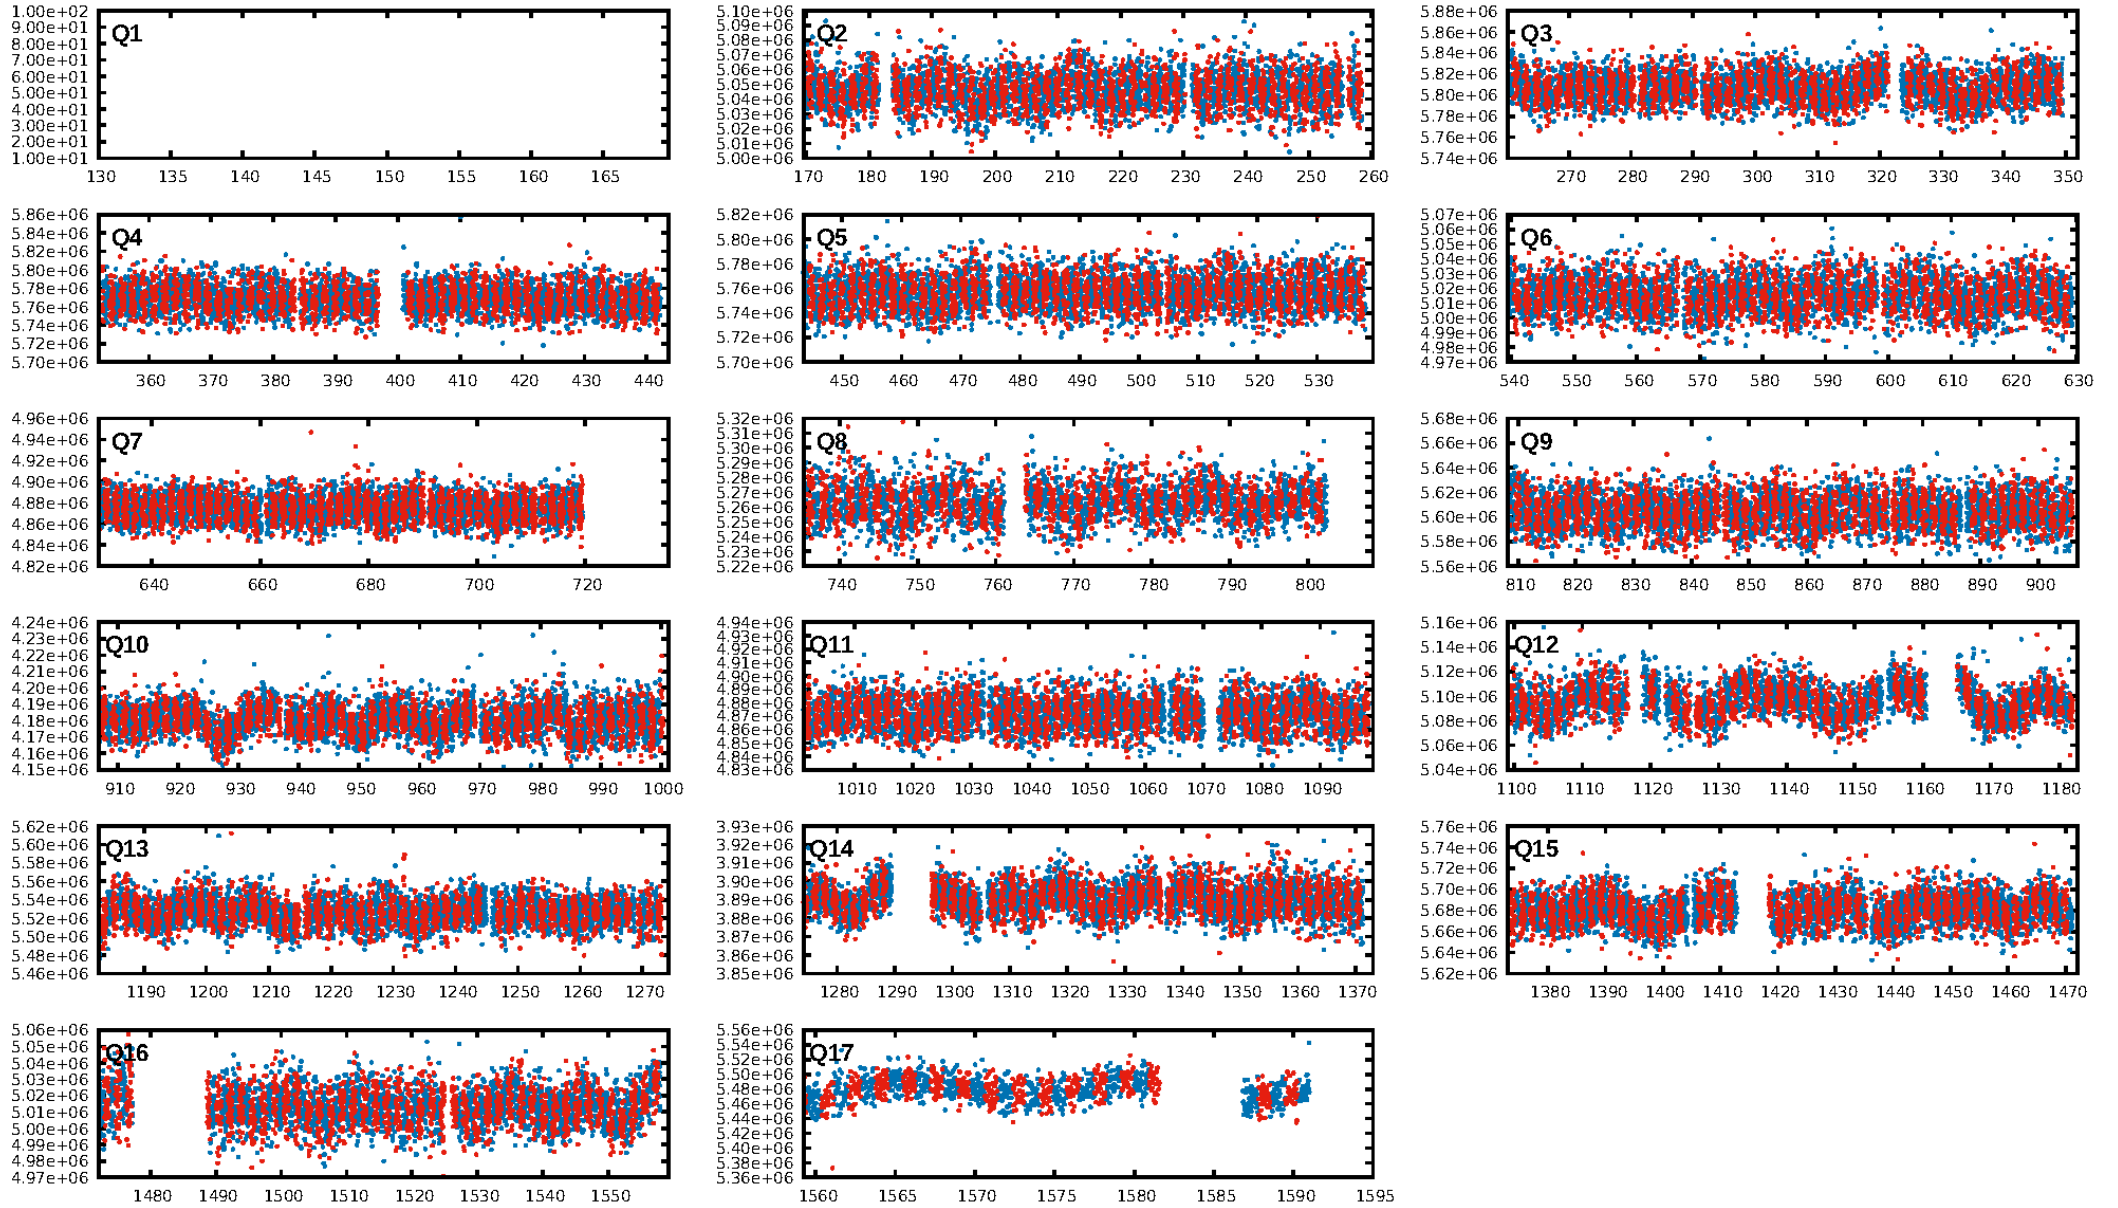 1.00e+02
9.00e+01
8.00e+01
7.00e+01
6.00e+01
5.00e+01
4.00e+01
3.00e+01
2.00e+01
1.00e+01
Q1
130 135 140 145 150 155 160 165
5.10e+06
5.09e+06
5.08e+06
5.07e+06
5.06e+06
5.05e+06
5.04e+06
5.03e+06
5.02e+06
5.01e+06
5.00e+06
Q2
170 180 190 200 210 220 230 240 250 260
5.88e+06
5.86e+06
5.84e+06
5.82e+06
5.80e+06
5.78e+06
5.76e+06
5.74e+06
Q3
270 280 290 300 310 320 330 340 350
5.86e+06
5.84e+06
5.82e+06
5.80e+06
5.78e+06
5.76e+06
5.74e+06
5.72e+06
5.70e+06
Q4
360 370 380 390 400 410 420 430 440
5.82e+06
5.80e+06
5.78e+06
5.76e+06
5.74e+06
5.72e+06
5.70e+06
Q5
450 460 470 480 490 500 510 520 530
5.07e+06
5.06e+06
5.05e+06
5.04e+06
5.03e+06
5.02e+06
5.01e+06
5.00e+06
4.99e+06
4.98e+06
4.97e+06
Q6
540 550 560 570 580 590 600 610 620 630
4.96e+06
4.94e+06
4.92e+06
4.90e+06
4.88e+06
4.86e+06
4.84e+06
4.82e+06
Q7
640 660 680 700 720
5.32e+06
5.31e+06
5.30e+06
5.29e+06
5.28e+06
5.27e+06
5.26e+06
5.25e+06
5.24e+06
5.23e+06
5.22e+06
Q8
740 750 760 770 780 790 800
5.68e+06
5.66e+06
5.64e+06
5.62e+06
5.60e+06
5.58e+06
5.56e+06
Q9
810 820 830 840 850 860 870 880 890 900
4.24e+06
4.23e+06
4.22e+06
4.21e+06
4.20e+06
4.19e+06
4.18e+06
4.17e+06
4.16e+06
4.15e+06
Q10
910 920 930 940 950 960 970 980 990 1000
4.94e+06
4.93e+06
4.92e+06
4.91e+06
4.90e+06
4.89e+06
4.88e+06
4.87e+06
4.86e+06
4.85e+06
4.84e+06
4.83e+06
Q11
1010 1020 1030 1040 1050 1060 1070 1080 1090
5.16e+06
5.14e+06
5.12e+06
5.10e+06
5.08e+06
5.06e+06
5.04e+06
Q12
1100 1110 1120 1130 1140 1150 1160 1170 1180
5.62e+06
5.60e+06
5.58e+06
5.56e+06
5.54e+06
5.52e+06
5.50e+06
5.48e+06
5.46e+06
Q13
1190 1200 1210 1220 1230 1240 1250 1260 1270
3.93e+06
3.92e+06
3.91e+06
3.90e+06
3.89e+06
3.88e+06
3.87e+06
3.86e+06
3.85e+06
Q14
1280 1290 1300 1310 1320 1330 1340 1350 1360 1370
5.76e+06
5.74e+06
5.72e+06
5.70e+06
5.68e+06
5.66e+06
5.64e+06
5.62e+06
Q15
1380 1390 1400 1410 1420 1430 1440 1450 1460 1470
5.06e+06
5.05e+06
5.04e+06
5.03e+06
5.02e+06
5.01e+06
5.00e+06
4.99e+06
4.98e+06
4.97e+06
Q16
1480 1490 1500 1510 1520 1530 1540 1550
5.56e+06
5.54e+06
5.52e+06
5.50e+06
5.48e+06
5.46e+06
5.44e+06
5.42e+06
5.40e+06
5.38e+06
5.36e+06
Q17
1560 1565 1570 1575 1580 1585 1590 1595